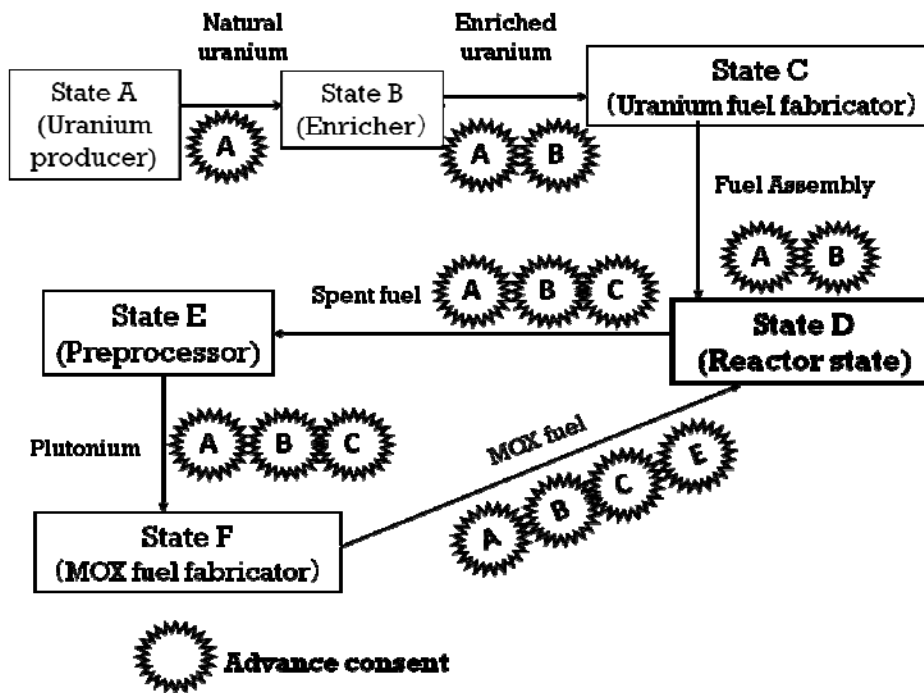 Natural
uranium
Enriched
uranium
State A
(Uranium
producer)
A
State B
(Enricher)
A B
State C
(Uranium fuel fabricator)
Fuel Assembly
A B
Spent fuel
A B C
State E
(Preprocessor)
State D
(Reactor state)
Plutonium
A B C
MOX fuel
A B C E
State F
(MOX fuel fabricator)
Advance consent